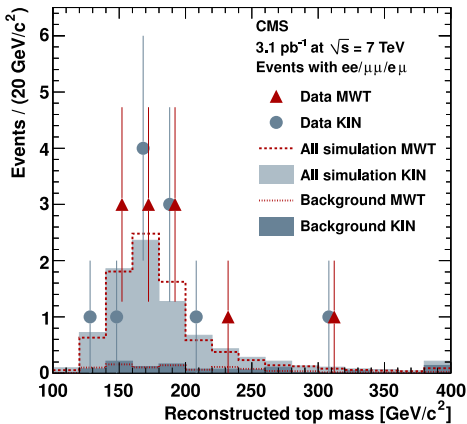 CMS
3.1 pb⁻¹ at √s = 7 TeV
Events with ee/μμ/eμ
Data MWT
Data KIN
All simulation MWT
All simulation KIN
Background MWT
Background KIN
Events / (20 GeV/c²)
6
5
4
3
2
1
0
100 150 200 250 300 350 400
Reconstructed top mass [GeV/c²]